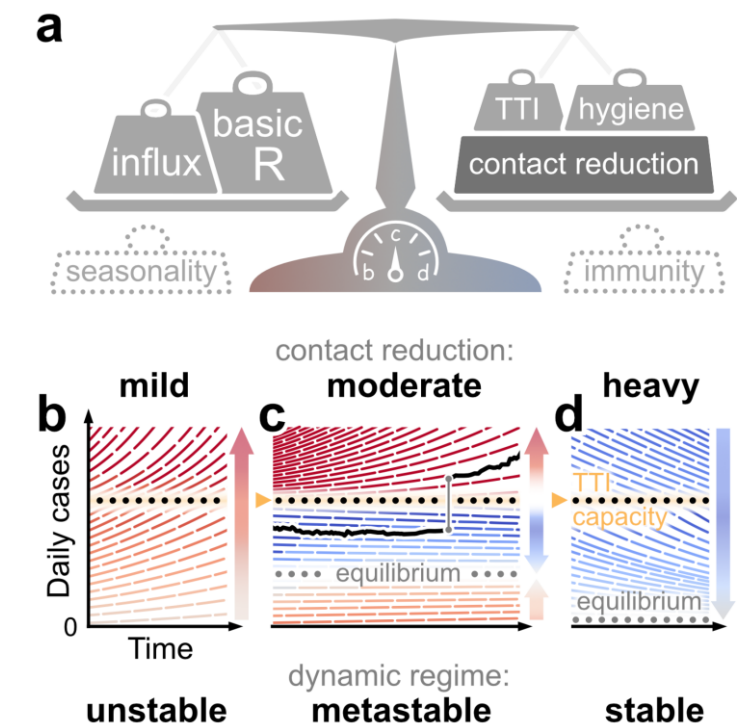 a
influx
basic
R
TTI
hygiene
contact reduction
seasonality
b c d
immunity
contact reduction:
mild
moderate
heavy
b
c
d
Daily cases
0
Time
equilibrium
TTI
capacity
equilibrium
dynamic regime:
unstable
metastable
stable